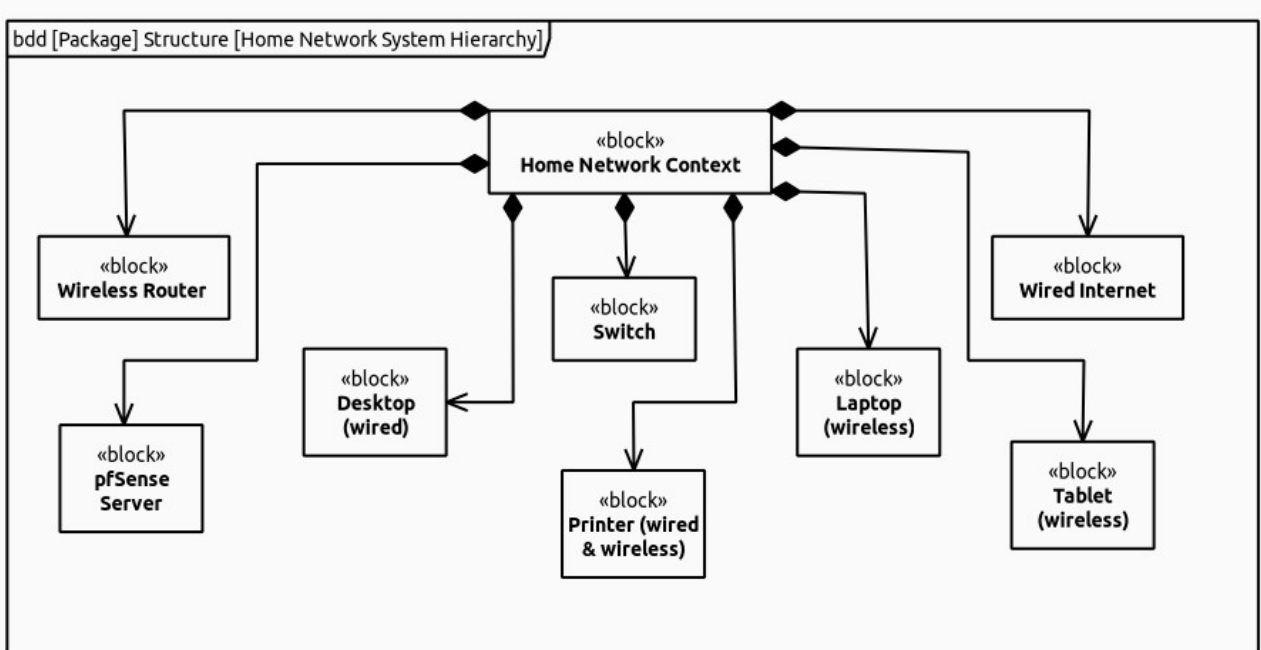 bdd [Package] Structure [Home Network System Hierarchy]
«block»
Home Network Context
«block»
Wireless Router
«block»
Wired Internet
«block»
Switch
«block»
Desktop
(wired)
«block»
Laptop
(wireless)
«block»
pfSense
Server
«block»
Printer (wired
& wireless)
«block»
Tablet
(wireless)